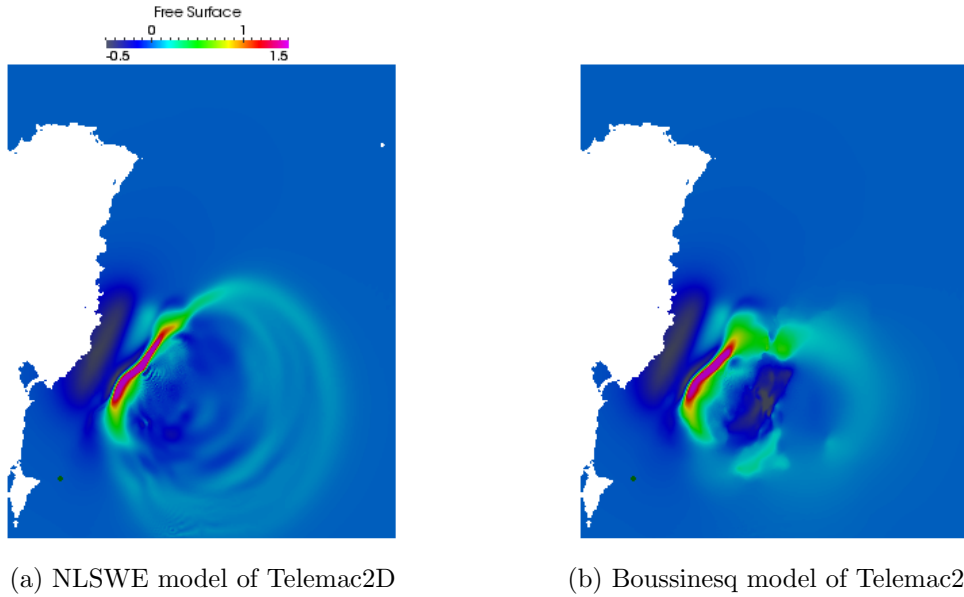 Free Surface
0 1
-0.5 1.5
(a) NLSWE model of Telemac2D
(b) Boussinesq model of Telemac2